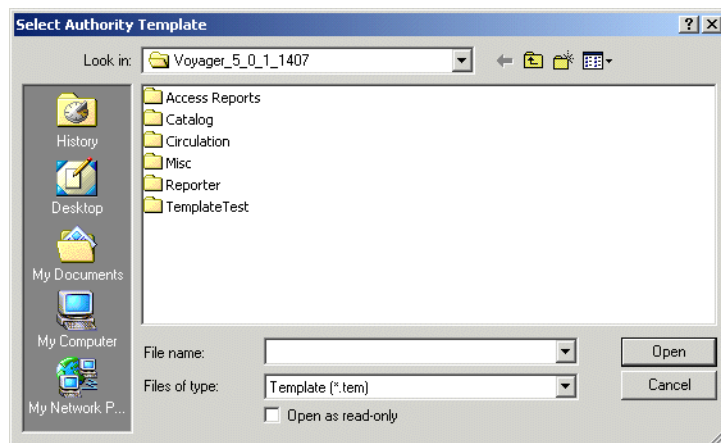 Select Authority Template
Look in: Voyager_5_0_1_1407
History
Desktop
My Documents
My Computer
My Network P...
Access Reports
Catalog
Circulation
Misc
Reporter
TemplateTest
File name:
Open
Files of type: Template (*.tem)
Cancel
Open as read-only